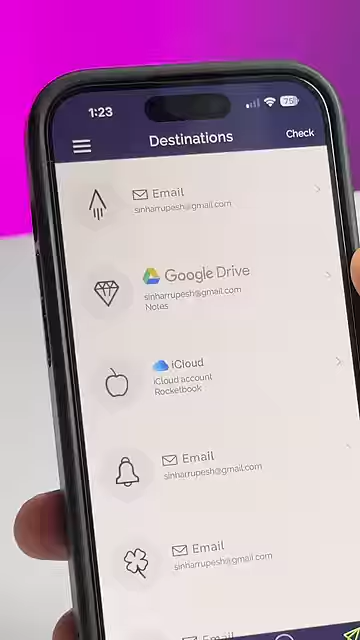 1:23
75
Destinations
Check
Email
sinharrupesh@gmail.com
Google Drive
sinharrupesh@gmail.com
Notes
iCloud
iCloud account
Rocketbook
Email
sinharrupesh@gmail.com
Email
sinharrupesh@gmail.com
Email